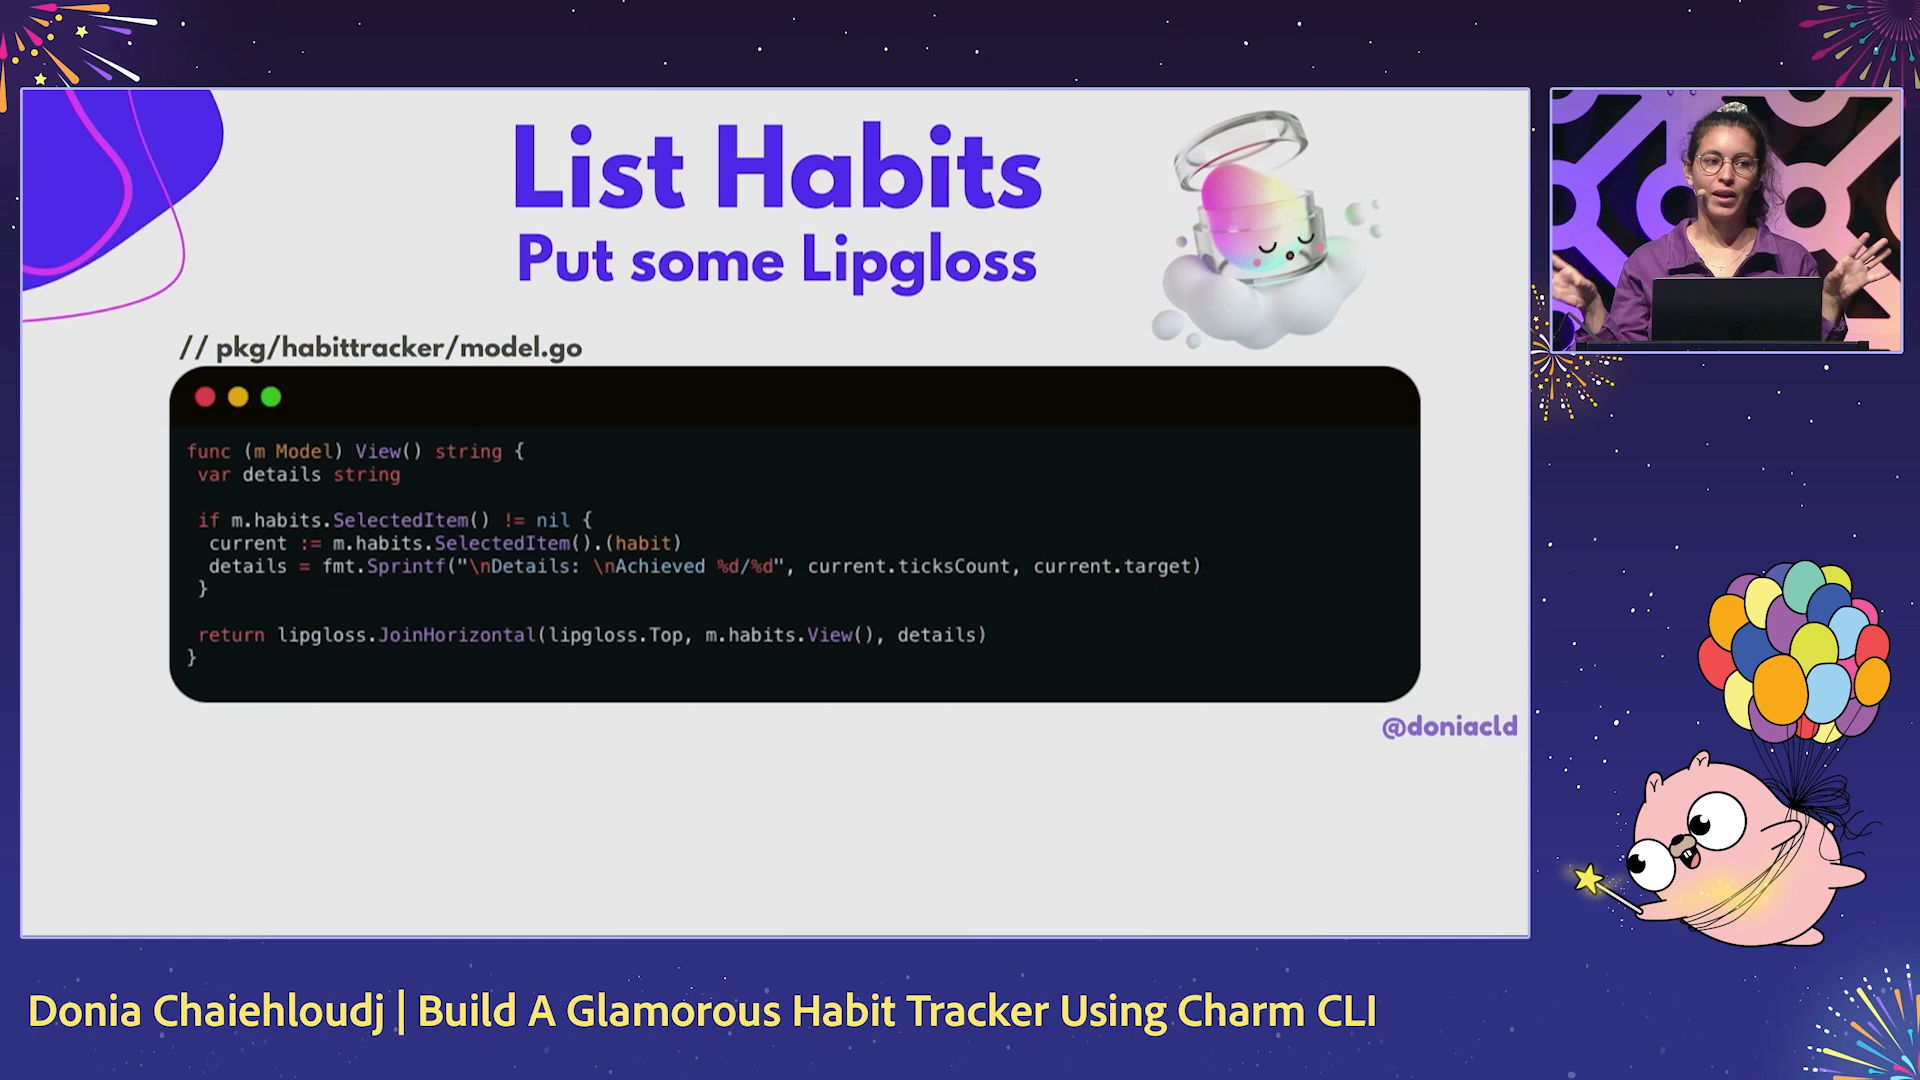 List Habits
Put some Lipgloss
// pkg/habittracker/model.go
func (m Model) View() string {
var details string
if m.habits.SelectedItem() != nil {
current := m.habits.SelectedItem().(habit)
details = fmt.Sprintf("\nDetails: \nAchieved %d/%d", current.ticksCount, current.target)
}
return lipgloss.JoinHorizontal(lipgloss.Top, m.habits.View(), details)
}
@doniacld
Donia Chaiehloudj | Build A Glamorous Habit Tracker Using Charm CLI